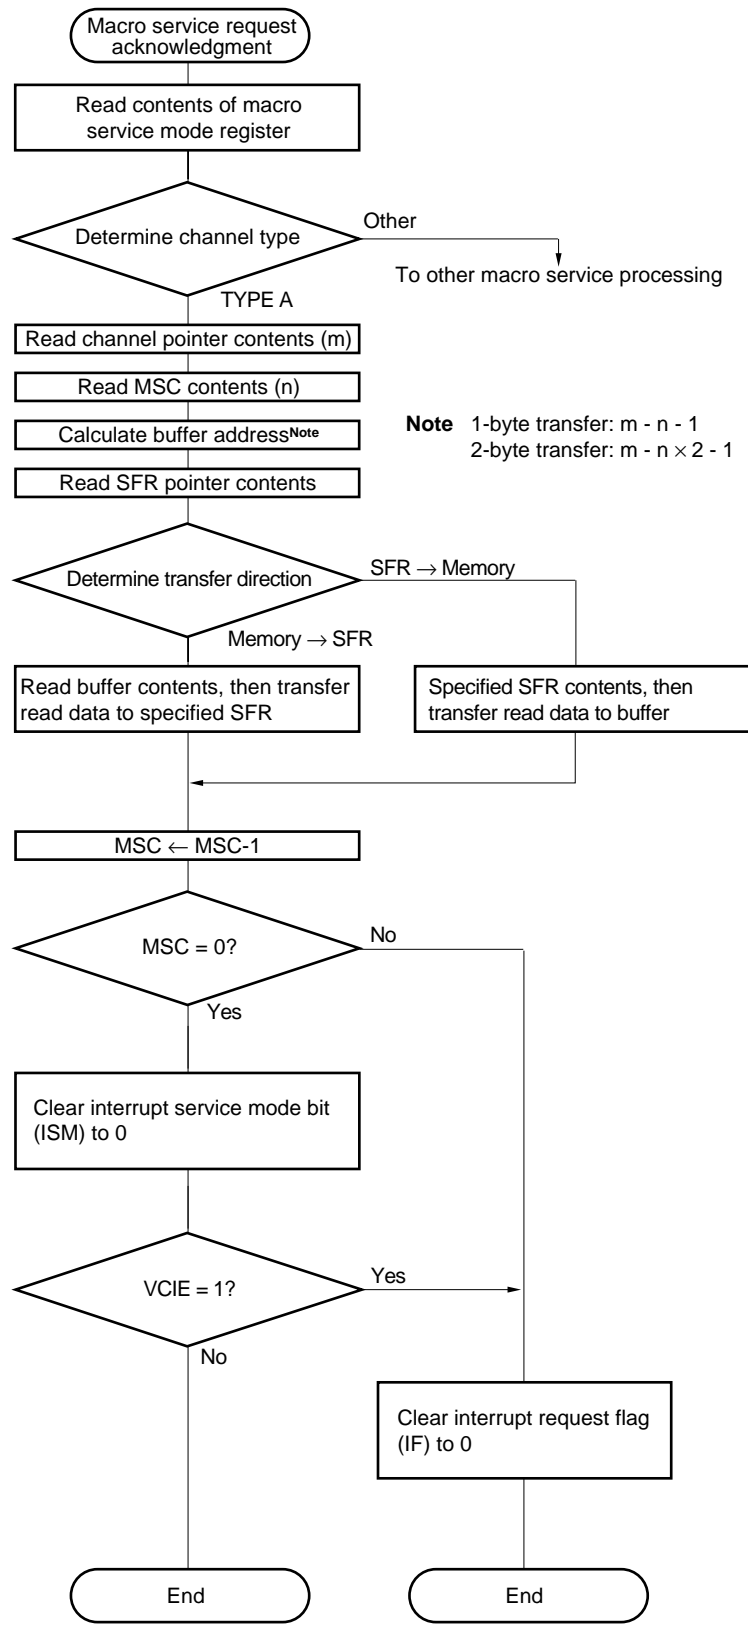 Macro service request
acknowledgment
Read contents of macro
service mode register
Determine channel type
Other
To other macro service processing
TYPE A
Read channel pointer contents (m)
Read MSC contents (n)
Calculate buffer addressNote
Note 1-byte transfer: m - n - 1
2-byte transfer: m - n × 2 - 1
Read SFR pointer contents
Determine transfer direction
SFR → Memory
Memory → SFR
Read buffer contents, then transfer
read data to specified SFR
Specified SFR contents, then
transfer read data to buffer
MSC ← MSC-1
MSC = 0?
No
Yes
Clear interrupt service mode bit
(ISM) to 0
VCIE = 1?
Yes
No
Clear interrupt request flag
(IF) to 0
End
End